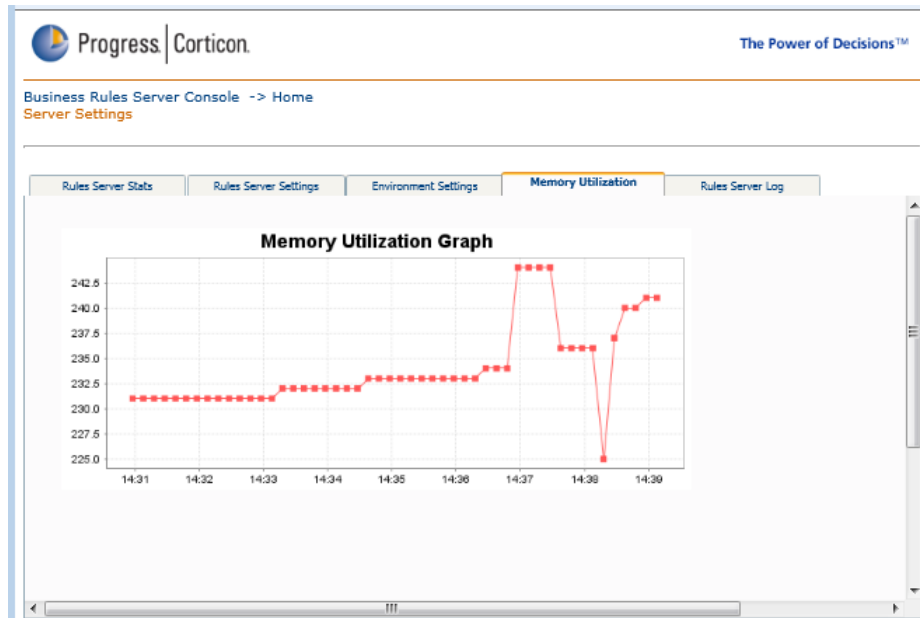 Progress. Corticon.
The Power of Decisions™
Business Rules Server Console -> Home
Server Settings
Rules Server Stats
Rules Server Settings
Environment Settings
Memory Utilization
Rules Server Log
Memory Utilization Graph
242.5
240.0
237.5
235.0
232.5
230.0
227.5
225.0
14:31 14:32 14:33 14:34 14:35 14:36 14:37 14:38 14:39